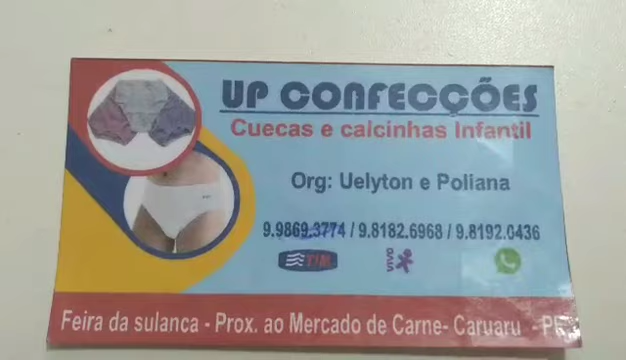 UP CONFECÇÕES
Cuecas e calcinhas Infantil
Org: Uelyton e Poliana
9.9869.3774 / 9.8182.6968 / 9.8192.0436
TIM vivo
Feira da sulanca - Prox. ao Mercado de Carne- Caruaru - PE